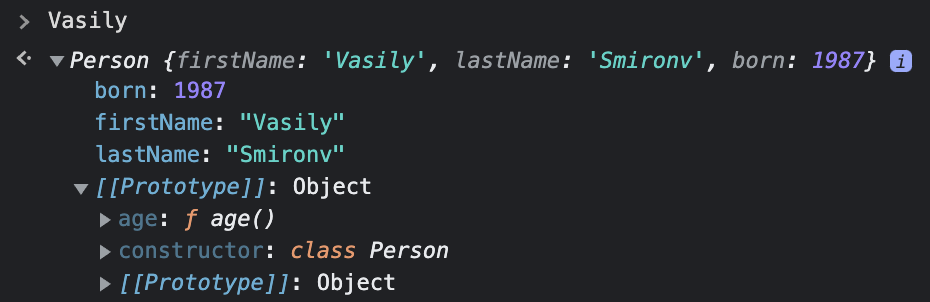 > Vasily
<· ▼Person {firstName: 'Vasily', lastName: 'Smironv', born: 1987} i
born: 1987
firstName: "Vasily"
lastName: "Smironv"
▼[[Prototype]]: Object
▶age: ƒ age()
▶constructor: class Person
▶[[Prototype]]: Object